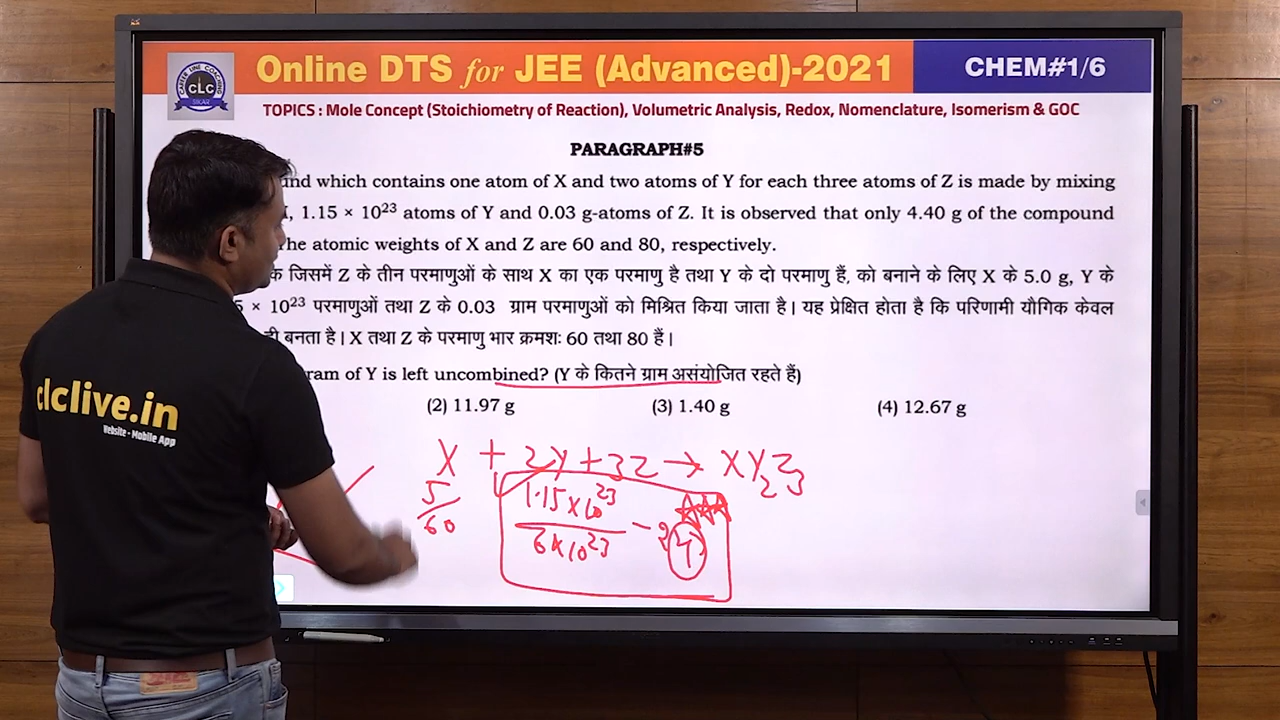 Online DTS for JEE (Advanced)-2021
CHEM#1/6
CAREER LINE COACHING
CLC
SIKAR
TOPICS : Mole Concept (Stoichiometry of Reaction), Volumetric Analysis, Redox, Nomenclature, Isomerism & GOC
PARAGRAPH#5
which contains one atom of X and two atoms of Y for each three atoms of Z is made by mixing
1.15 × 10²³ atoms of Y and 0.03 g-atoms of Z. It is observed that only 4.40 g of the compound
he atomic weights of X and Z are 60 and 80, respectively.
जिसमें Z के तीन परमाणुओं के साथ X का एक परमाणु है तथा Y के दो परमाणु हैं, को बनाने के लिए X के 5.0 g, Y के
× 10²³ परमाणुओं तथा Z के 0.03 ग्राम परमाणुओं को मिश्रित किया जाता है। यह प्रेक्षित होता है कि परिणामी यौगिक केवल
बनता है। X तथा Z के परमाणु भार क्रमशः 60 तथा 80 हैं।
ram of Y is left uncombined? (Y के कितने ग्राम असंयोजित रहते हैं)
(2) 11.97 g (3) 1.40 g (4) 12.67 g
X + 2Y + 3Z → XY₂Z₃
5/60
1.15 × 10²³
6 × 10²³
clclive.in
Website - Mobile App